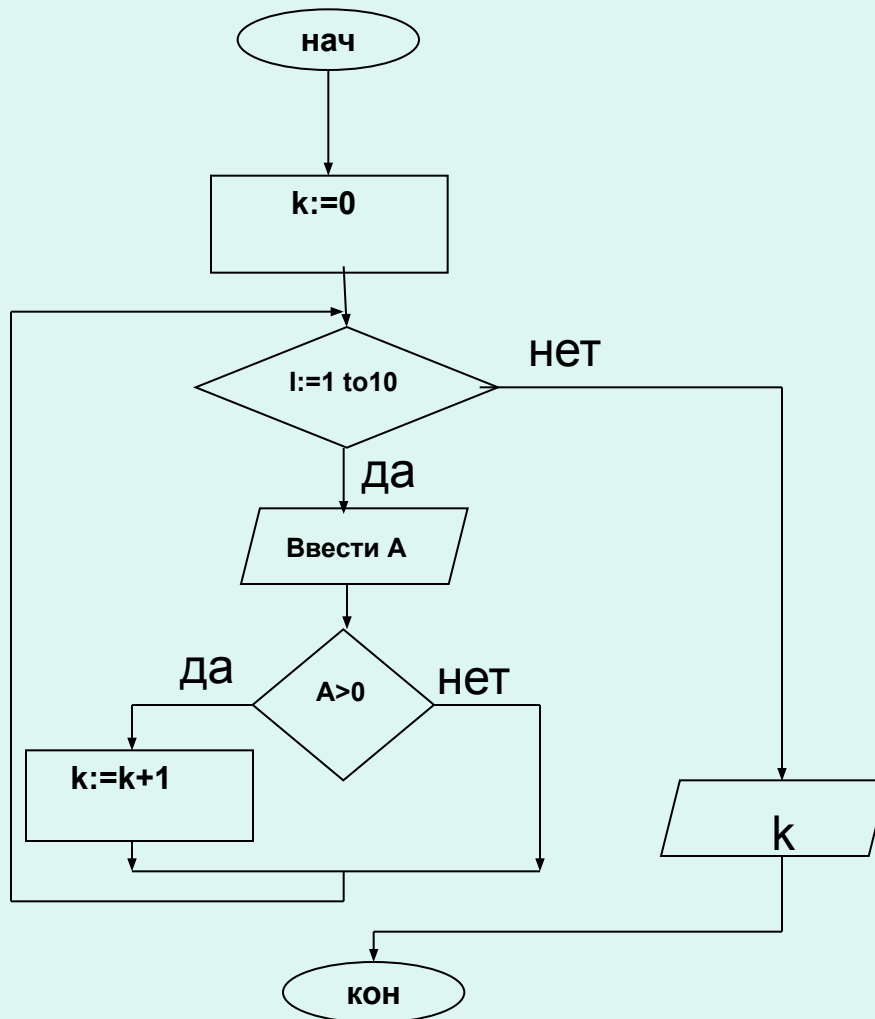 нач
k:=0
I:=1 to10
нет
да
Ввести А
A>0
да
нет
k:=k+1
k
кон